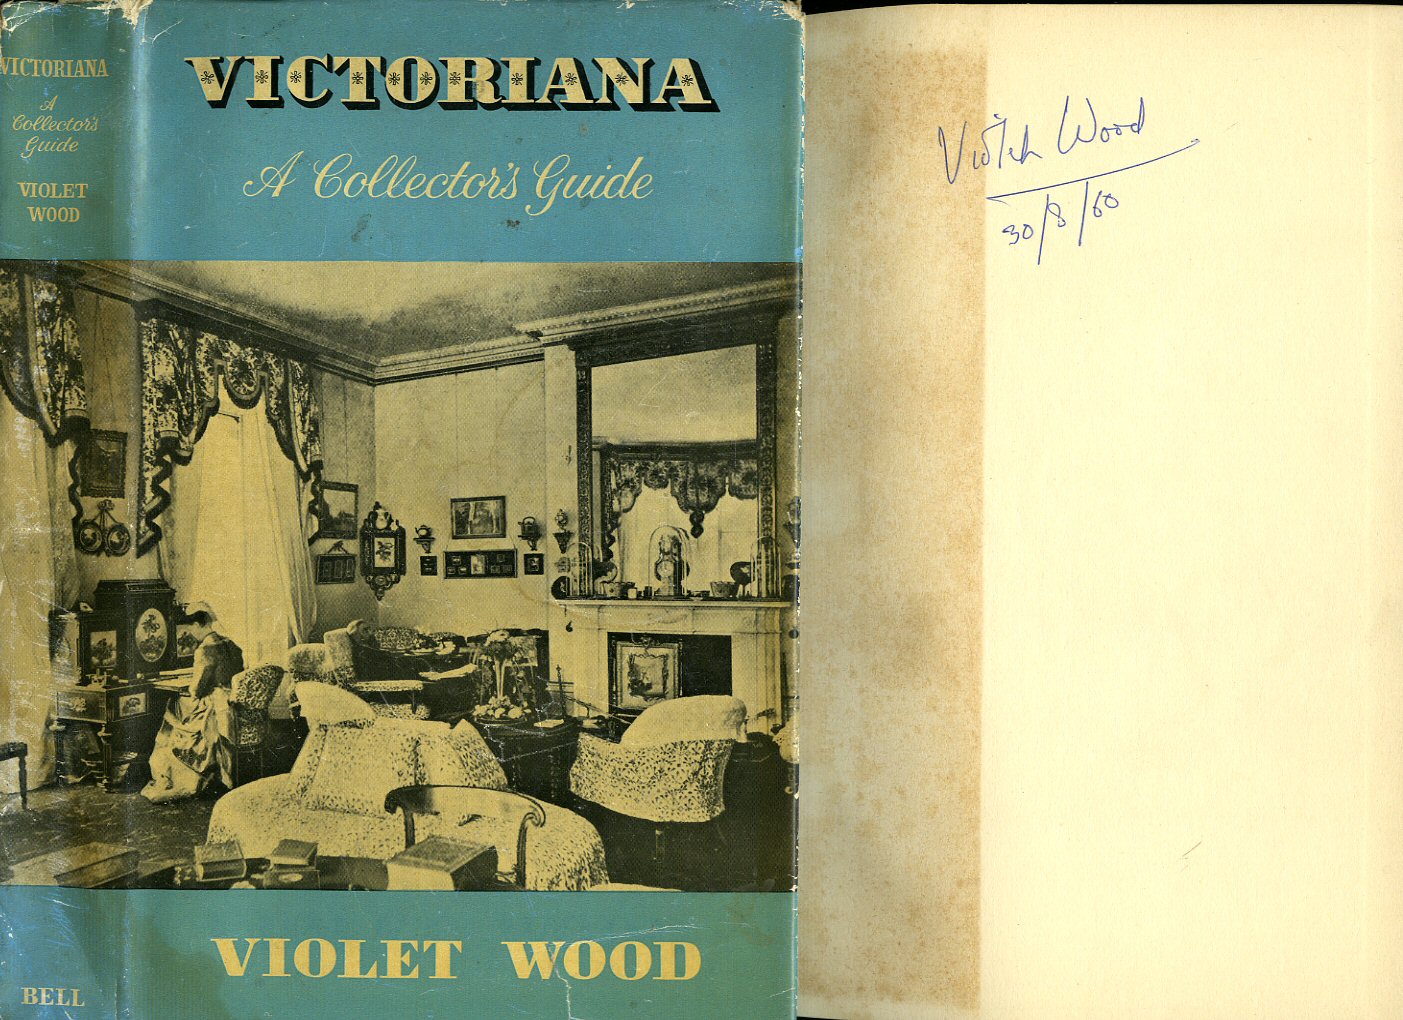 VICTORIANA
A
Collector's
Guide
VIOLET
WOOD
BELL
VICTORIANA
A Collector's Guide
VIOLET WOOD
Violet Wood
30/8/60